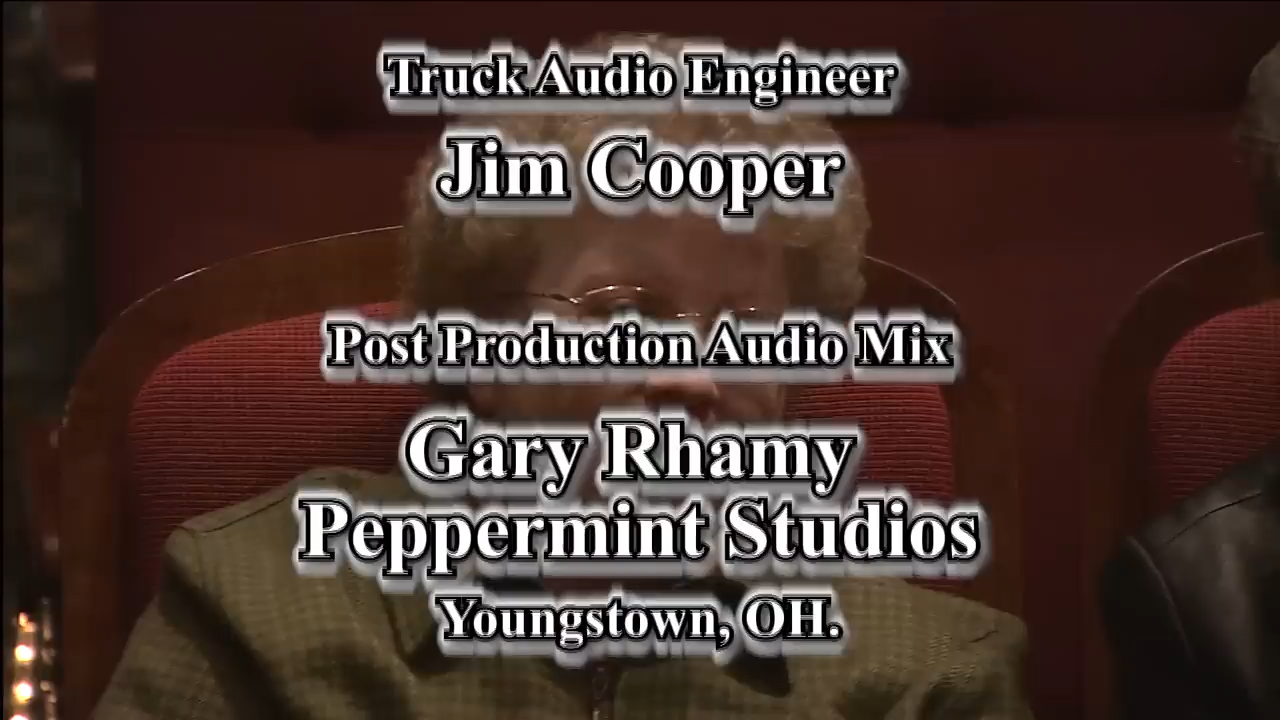 Truck Audio Engineer
Jim Cooper
Post Production Audio Mix
Gary Rhamy
Peppermint Studios
Youngstown, OH.